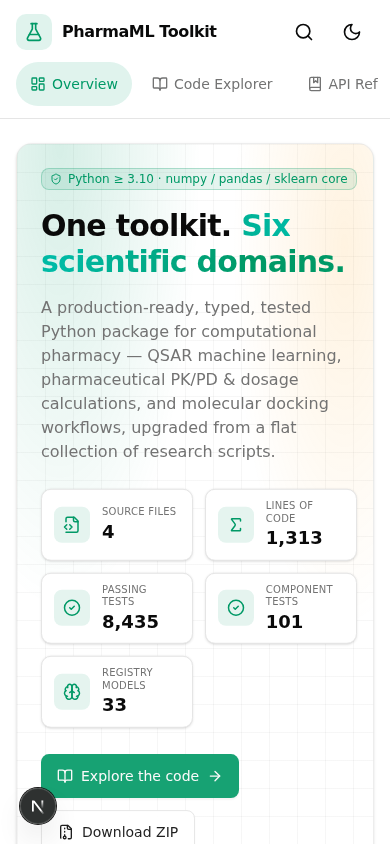 PharmaML Toolkit
Overview
Code Explorer
API Ref
Python ≥ 3.10 · numpy / pandas / sklearn core
One toolkit. Six
scientific domains.
A production-ready, typed, tested
Python package for computational
pharmacy — QSAR machine learning,
pharmaceutical PK/PD & dosage
calculations, and molecular docking
workflows, upgraded from a flat
collection of research scripts.
SOURCE FILES
4
LINES OF
CODE
1,313
PASSING
TESTS
8,435
COMPONENT
TESTS
101
REGISTRY
MODELS
33
Explore the code
N
Download ZIP